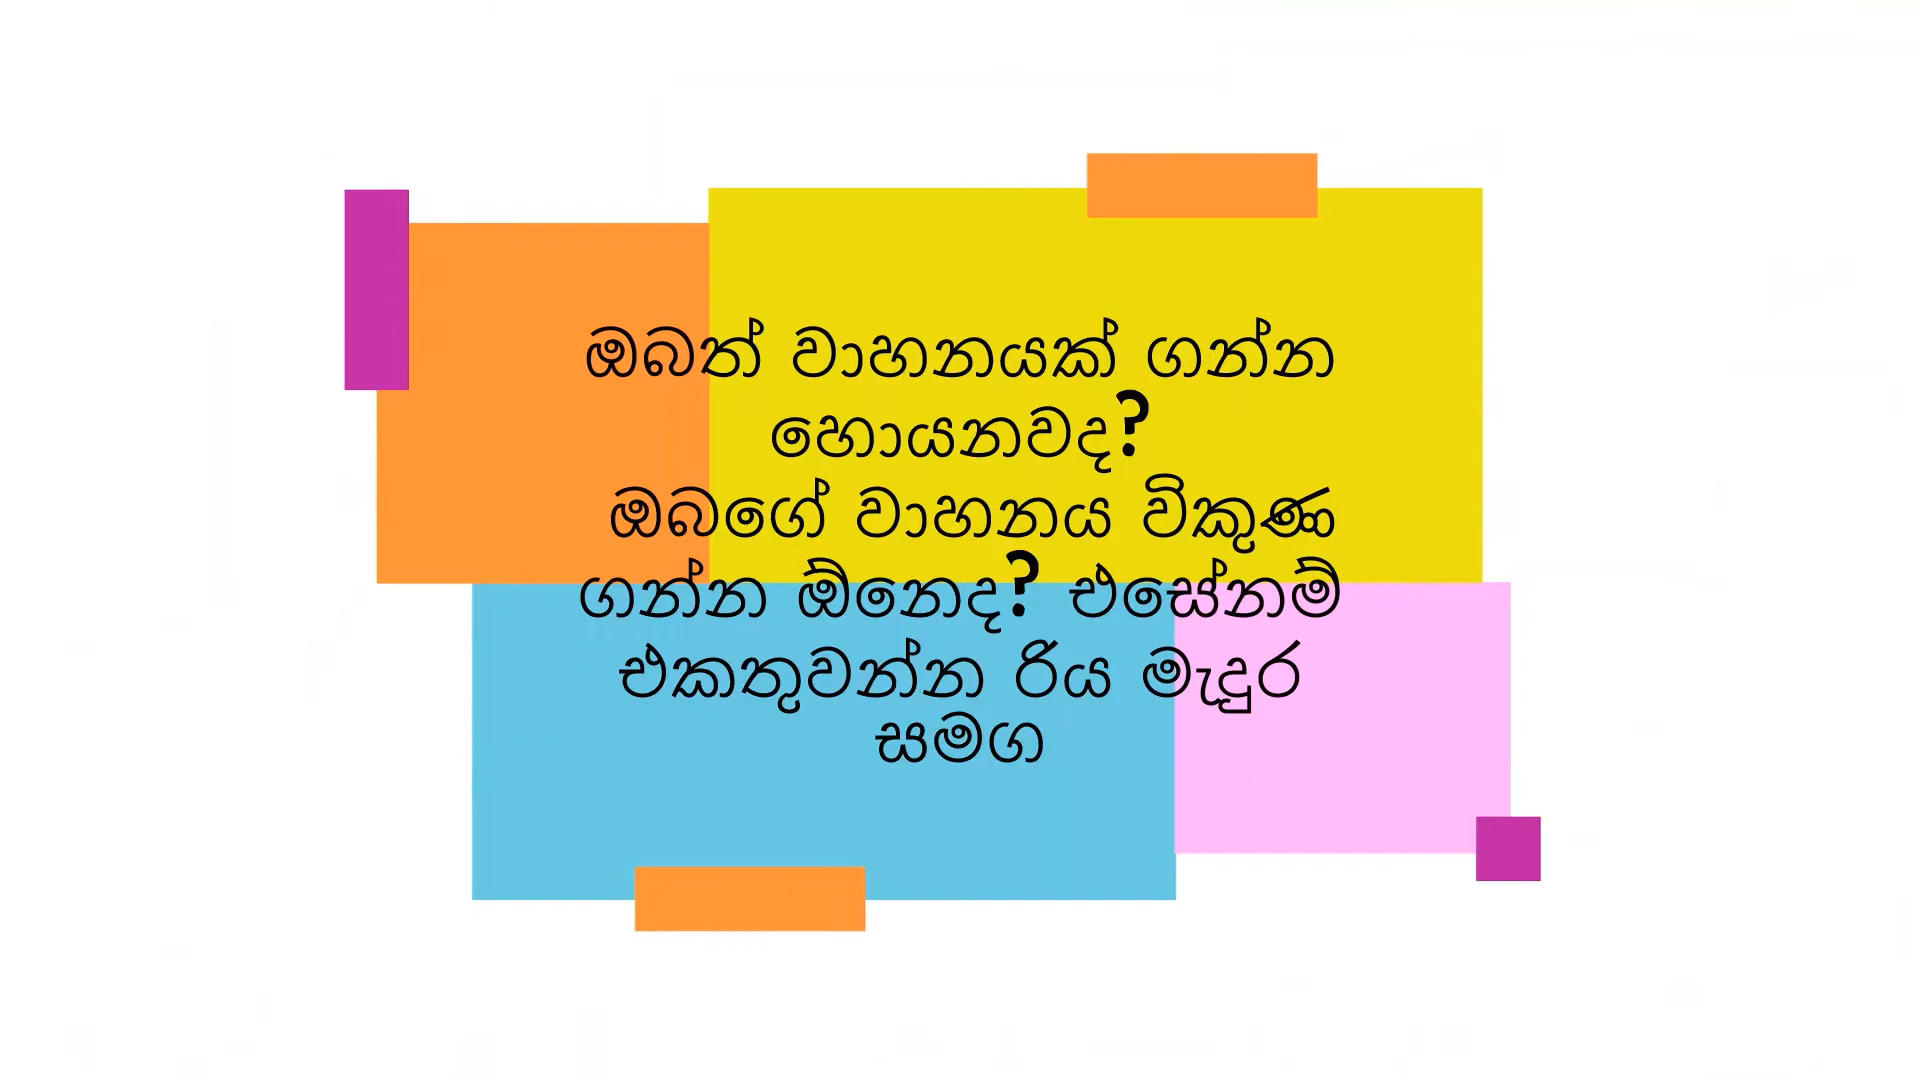 ඔබත් වාහනයක් ගන්න
හොයනවද?
ඔබගේ වාහනය විකුණ
ගන්න ඕනෙද? එසේනම්
එකතුවන්න රිය මැදුර
සමග